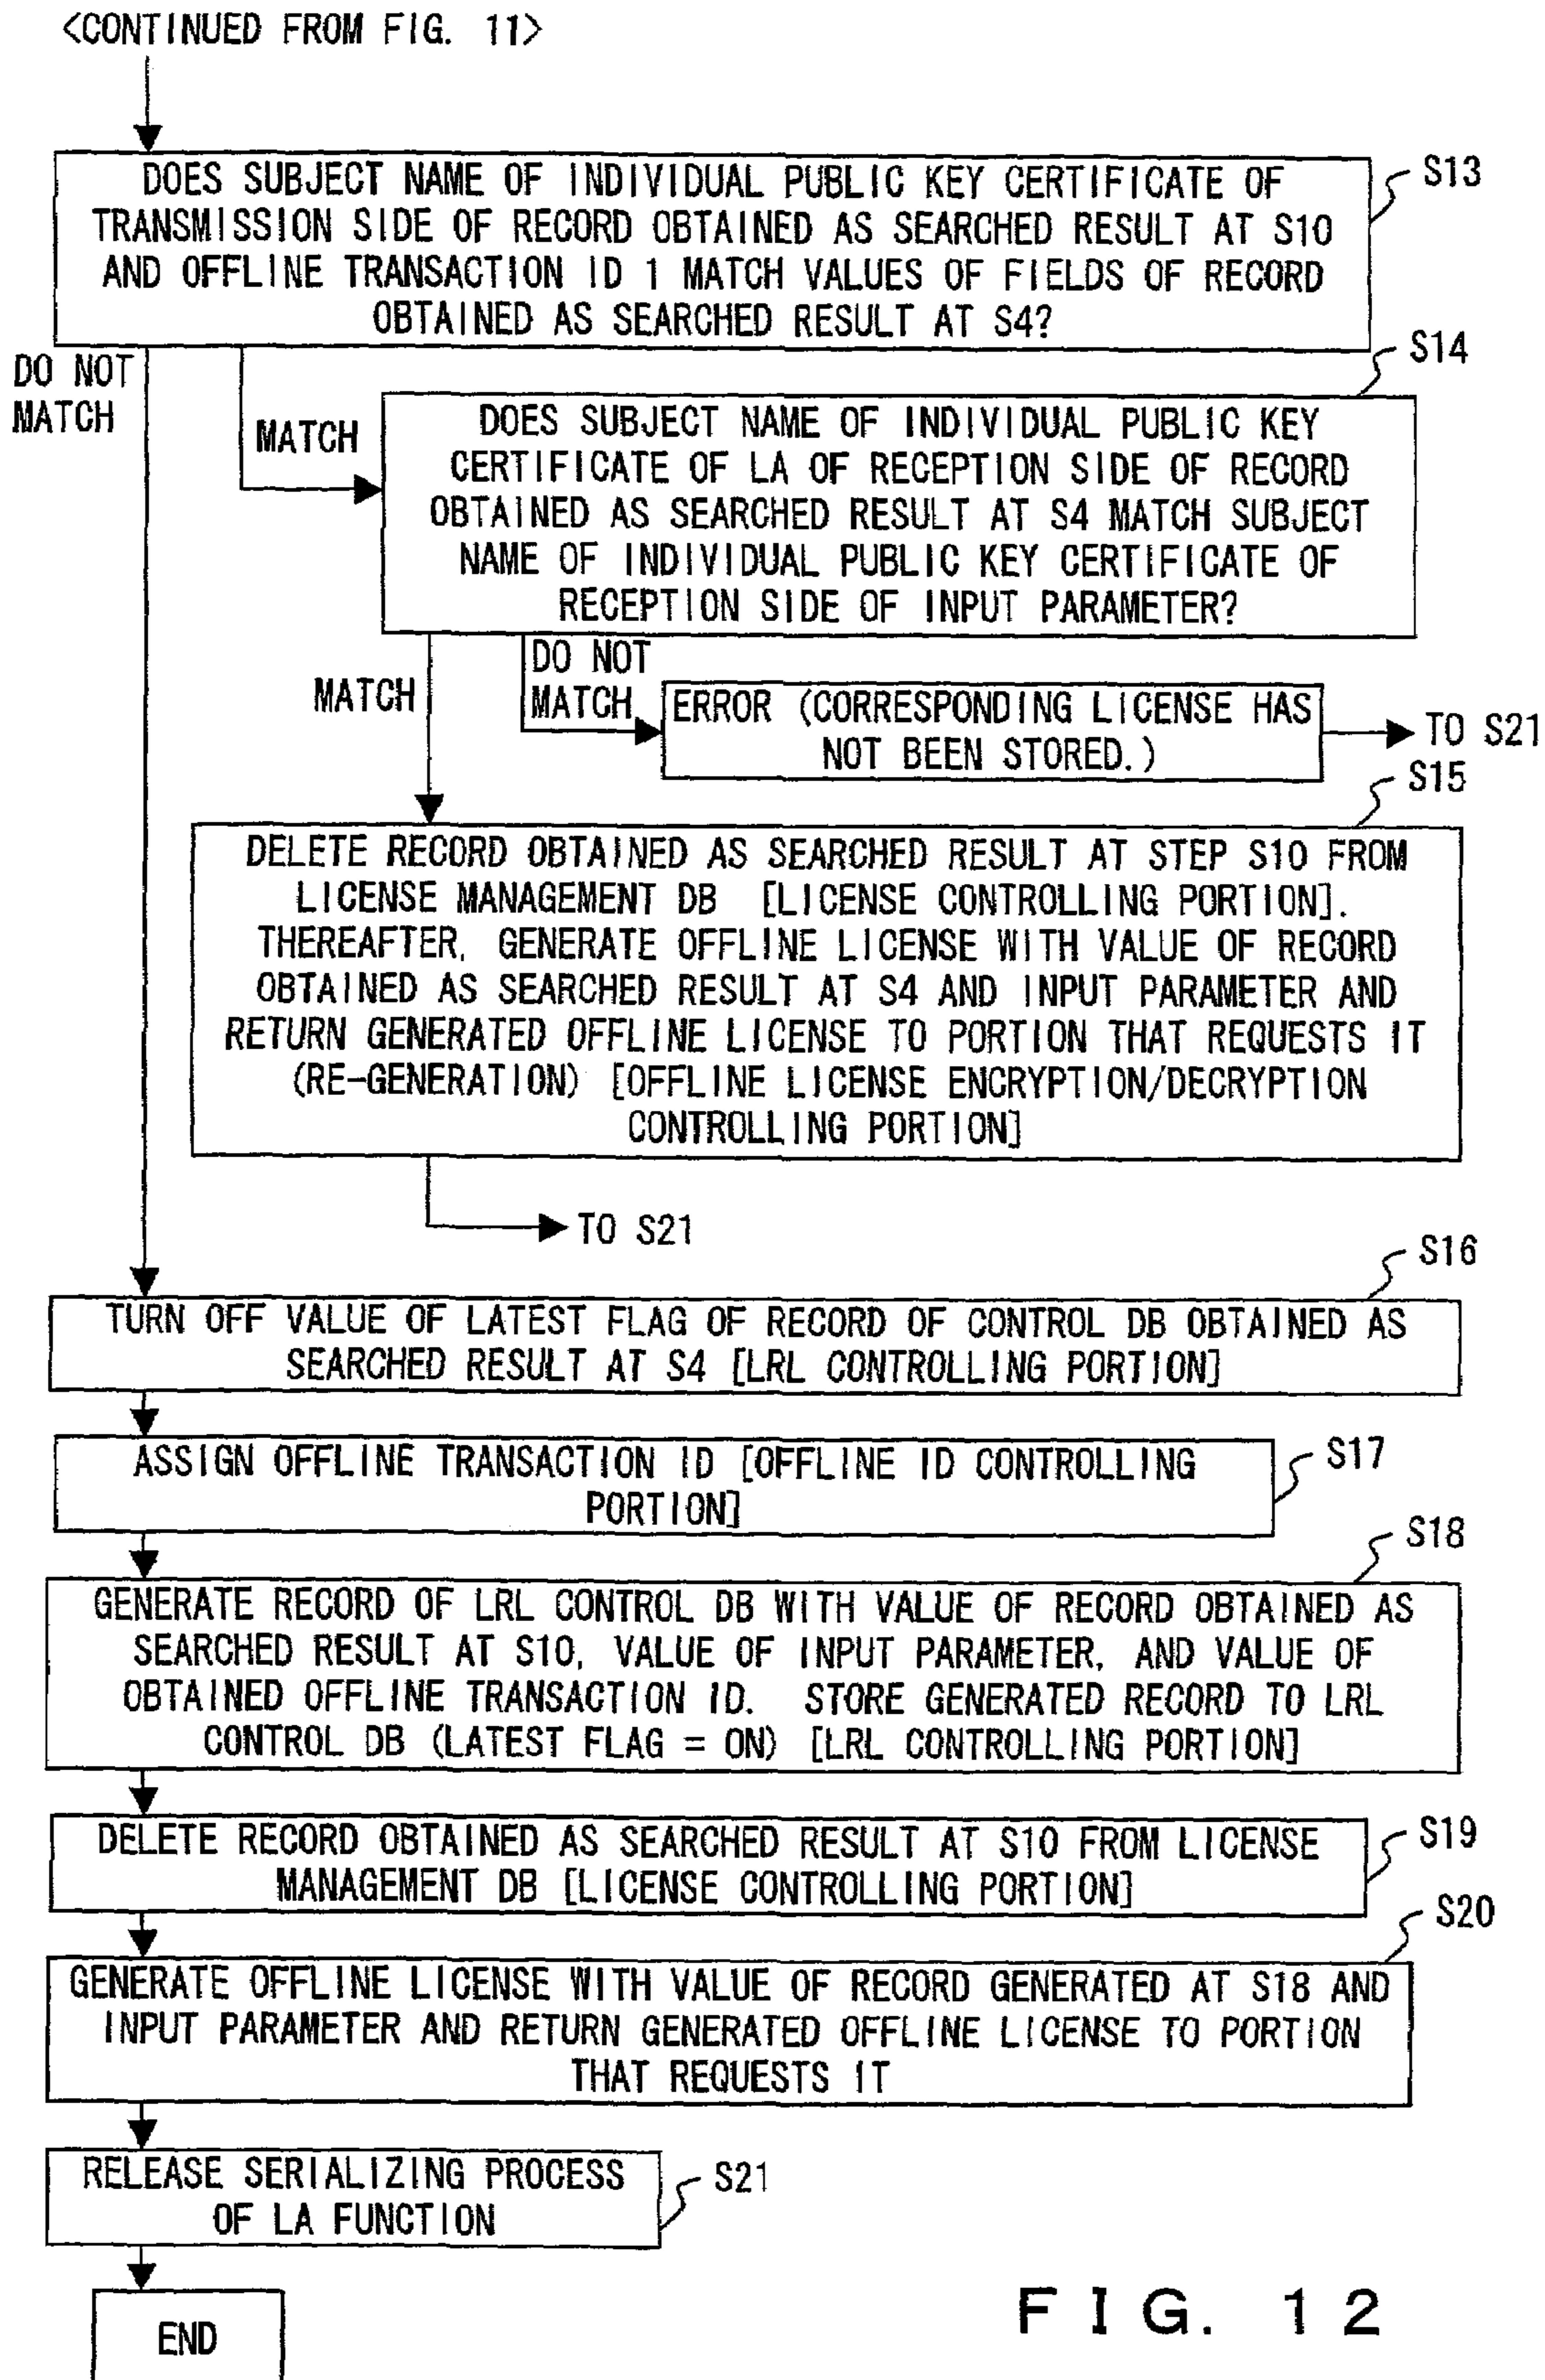 <CONTINUED FROM FIG. 11>
DOES SUBJECT NAME OF INDIVIDUAL PUBLIC KEY CERTIFICATE OF
TRANSMISSION SIDE OF RECORD OBTAINED AS SEARCHED RESULT AT S10
AND OFFLINE TRANSACTION ID 1 MATCH VALUES OF FIELDS OF RECORD
OBTAINED AS SEARCHED RESULT AT S4?
S13
DO NOT
MATCH
MATCH
S14
DOES SUBJECT NAME OF INDIVIDUAL PUBLIC KEY
CERTIFICATE OF LA OF RECEPTION SIDE OF RECORD
OBTAINED AS SEARCHED RESULT AT S4 MATCH SUBJECT
NAME OF INDIVIDUAL PUBLIC KEY CERTIFICATE OF
RECEPTION SIDE OF INPUT PARAMETER?
MATCH
DO NOT
MATCH
ERROR (CORRESPONDING LICENSE HAS
NOT BEEN STORED.)
TO S21
S15
DELETE RECORD OBTAINED AS SEARCHED RESULT AT STEP S10 FROM
LICENSE MANAGEMENT DB [LICENSE CONTROLLING PORTION].
THEREAFTER, GENERATE OFFLINE LICENSE WITH VALUE OF RECORD
OBTAINED AS SEARCHED RESULT AT S4 AND INPUT PARAMETER AND
RETURN GENERATED OFFLINE LICENSE TO PORTION THAT REQUESTS IT
(RE-GENERATION) [OFFLINE LICENSE ENCRYPTION/DECRYPTION
CONTROLLING PORTION]
TO S21
S16
TURN OFF VALUE OF LATEST FLAG OF RECORD OF CONTROL DB OBTAINED AS
SEARCHED RESULT AT S4 [LRL CONTROLLING PORTION]
S17
ASSIGN OFFLINE TRANSACTION ID [OFFLINE ID CONTROLLING
PORTION]
S18
GENERATE RECORD OF LRL CONTROL DB WITH VALUE OF RECORD OBTAINED AS
SEARCHED RESULT AT S10, VALUE OF INPUT PARAMETER, AND VALUE OF
OBTAINED OFFLINE TRANSACTION ID. STORE GENERATED RECORD TO LRL
CONTROL DB (LATEST FLAG = ON) [LRL CONTROLLING PORTION]
S19
DELETE RECORD OBTAINED AS SEARCHED RESULT AT S10 FROM LICENSE
MANAGEMENT DB [LICENSE CONTROLLING PORTION]
S20
GENERATE OFFLINE LICENSE WITH VALUE OF RECORD GENERATED AT S18 AND
INPUT PARAMETER AND RETURN GENERATED OFFLINE LICENSE TO PORTION
THAT REQUESTS IT
S21
RELEASE SERIALIZING PROCESS
OF LA FUNCTION
END
FIG. 12